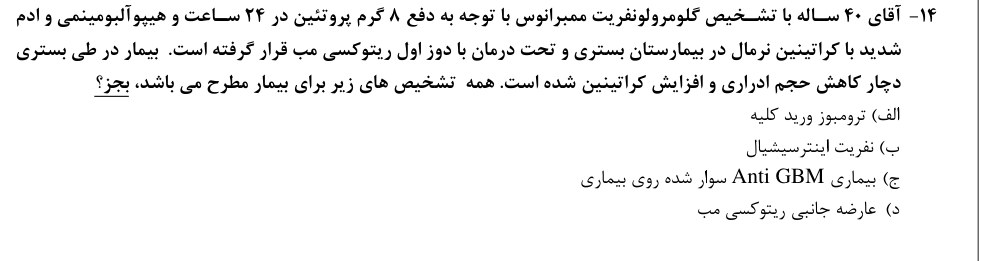 ۱۴- آقای ۴۰ ساله با تشخیص گلومرولونفریت ممبرانوس با توجه به دفع ۸ گرم پروتئین در ۲۴ ساعت و هیپوآلبومینمی و ادم
شدید با کراتینین نرمال در بیمارستان بستری و تحت درمان با دوز اول ریتوکسی مب قرار گرفته است. بیمار در طی بستری
دچار کاهش حجم ادراری و افزایش کراتینین شده است. همه تشخیص های زیر برای بیمار مطرح می باشد، بجز؟
الف) ترومبوز ورید کلیه
ب) نفریت اینترسیشیال
ج) بیماری Anti GBM سوار شده روی بیماری
د) عارضه جانبی ریتوکسی مب